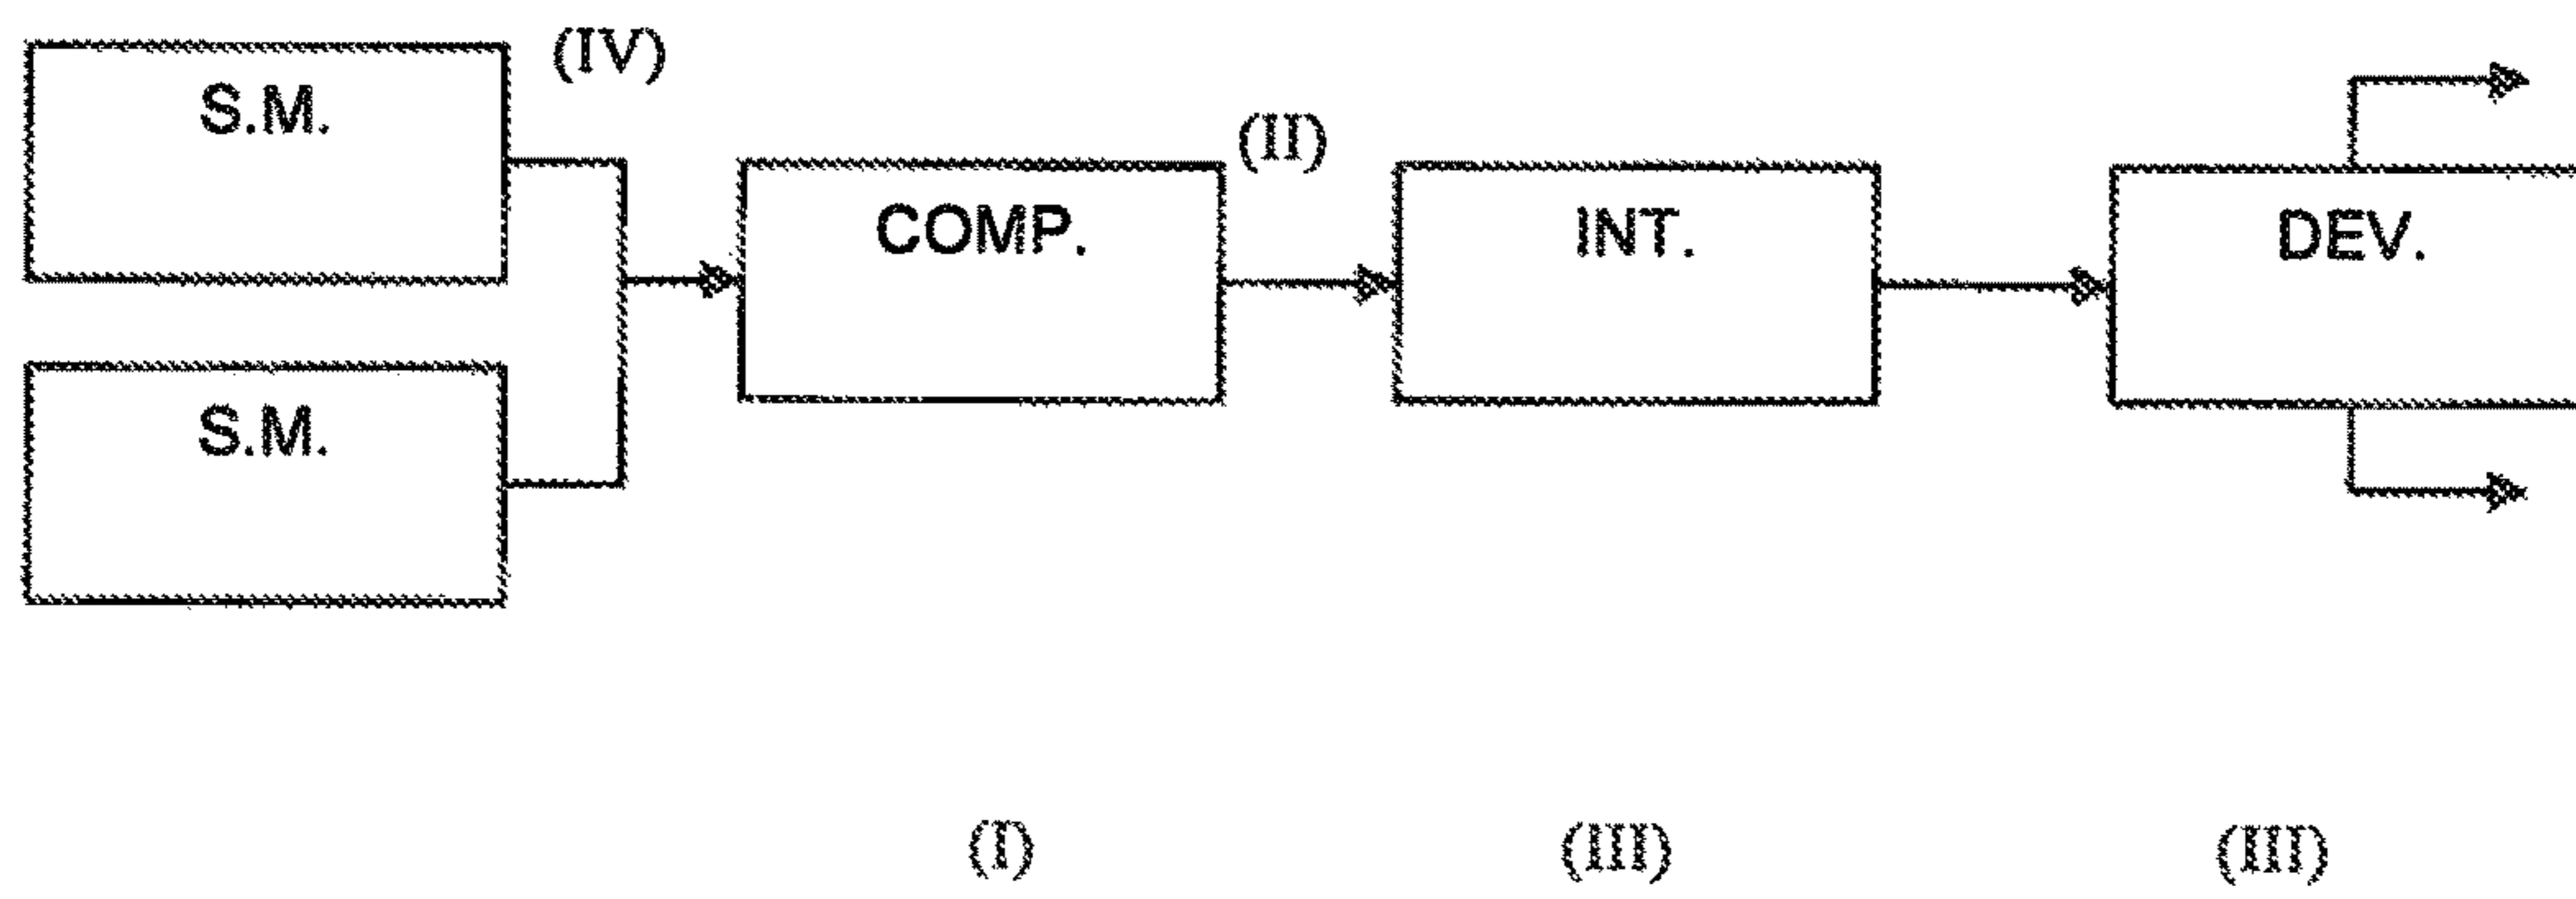 (IV)
S.M.
(II)
COMP.
INT.
DEV.
S.M.
(I)
(III)
(III)